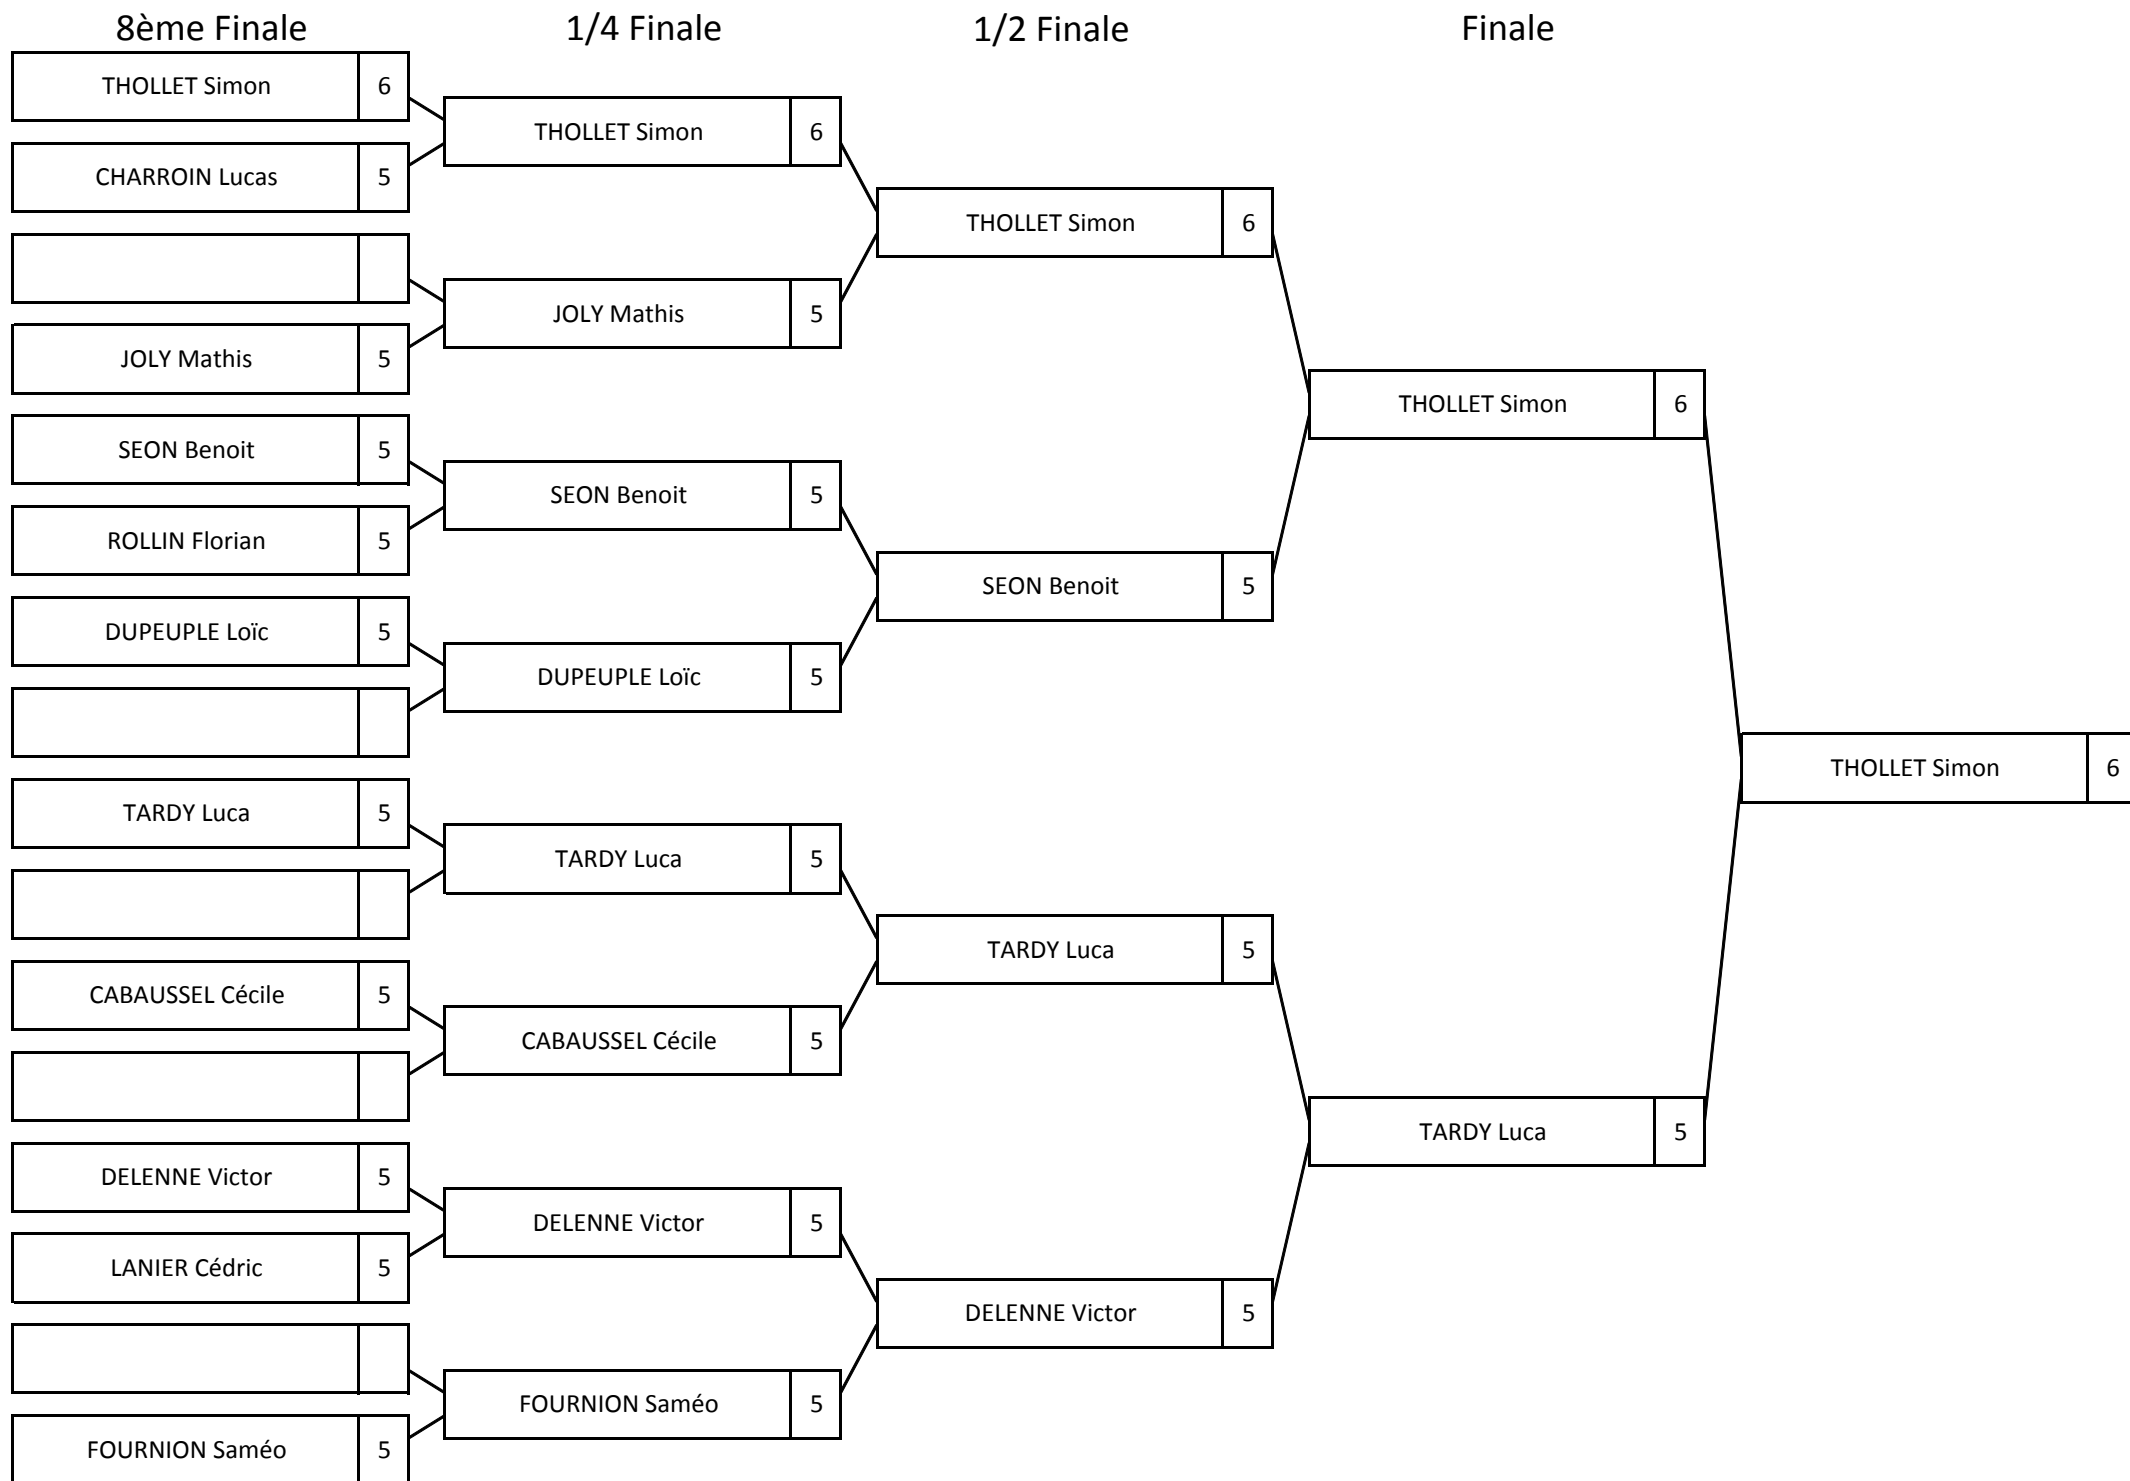 8ème Finale
1/4 Finale
1/2 Finale
Finale
THOLLET Simon 6
CHARROIN Lucas 5
JOLY Mathis 5
SEON Benoit 5
ROLLIN Florian 5
DUPEUPLE Loïc 5
TARDY Luca 5
CABAUSSEL Cécile 5
DELENNE Victor 5
LANIER Cédric 5
FOURNION Saméo 5
THOLLET Simon 6
JOLY Mathis 5
SEON Benoit 5
DUPEUPLE Loïc 5
TARDY Luca 5
CABAUSSEL Cécile 5
DELENNE Victor 5
FOURNION Saméo 5
THOLLET Simon 6
SEON Benoit 5
TARDY Luca 5
DELENNE Victor 5
THOLLET Simon 6
TARDY Luca 5
THOLLET Simon 6